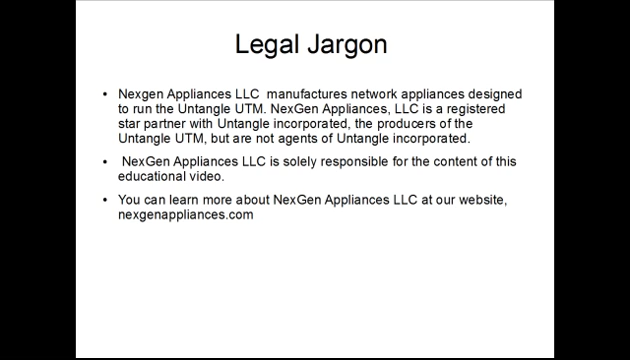 Legal Jargon
• Nexgen Appliances LLC  manufactures network appliances designed
to run the Untangle UTM. NexGen Appliances, LLC is a registered
star partner with Untangle incorporated, the producers of the
Untangle UTM, but are not agents of Untangle incorporated.
•  NexGen Appliances LLC is solely responsible for the content of this
educational video.
• You can learn more about NexGen Appliances LLC at our website,
nexgenappliances.com